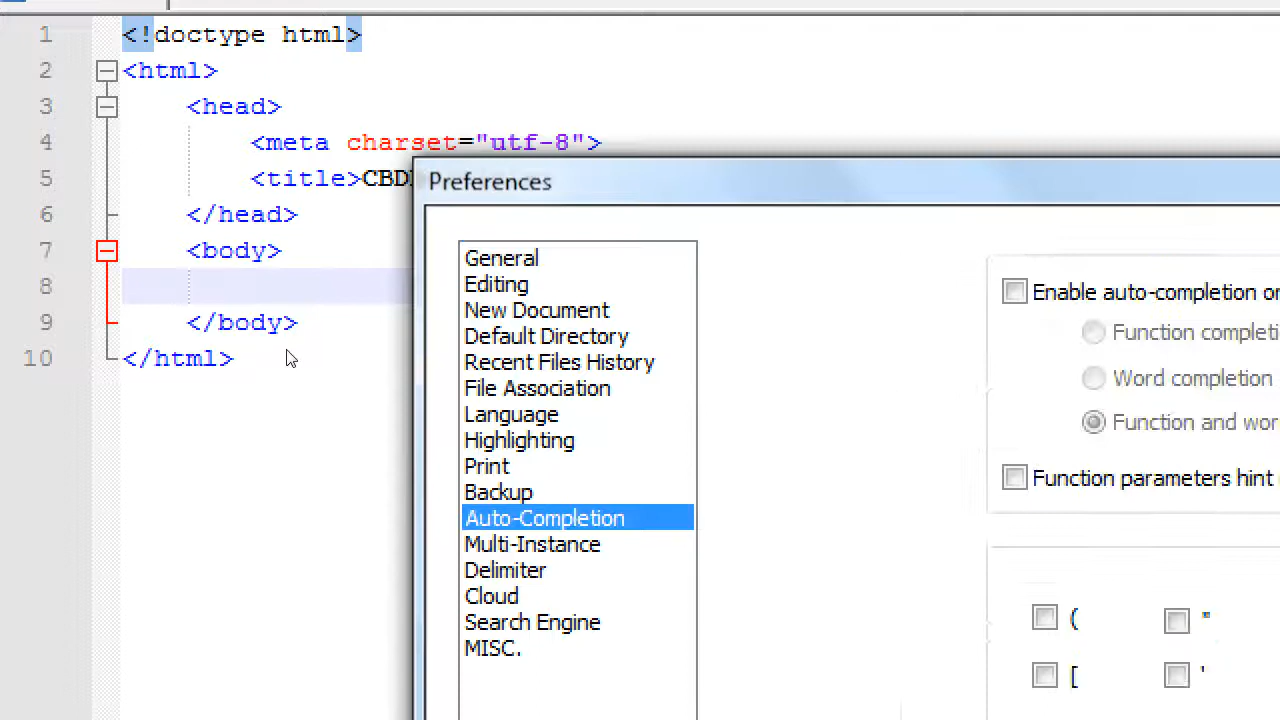 1 <!doctype html>
2 <html>
3 <head>
4 <meta charset="utf-8">
5 <title>CBD
6 </head>
7 <body>
8
9 </body>
10 </html>
Preferences
General
Editing
New Document
Default Directory
Recent Files History
File Association
Language
Highlighting
Print
Backup
Auto-Completion
Multi-Instance
Delimiter
Cloud
Search Engine
MISC.
Enable auto-completion on
Function completi
Word completion
Function and wor
Function parameters hint
( "
[ '